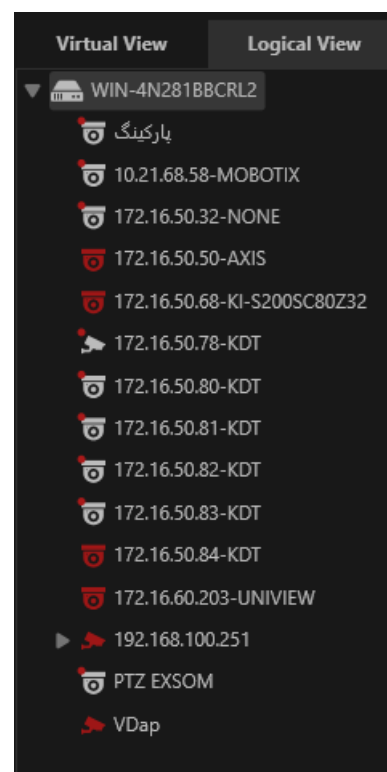 Virtual View Logical View
WIN-4N281BBCRL2
پارکینگ
10.21.68.58-MOBOTIX
172.16.50.32-NONE
172.16.50.50-AXIS
172.16.50.68-KI-S200SC80Z32
172.16.50.78-KDT
172.16.50.80-KDT
172.16.50.81-KDT
172.16.50.82-KDT
172.16.50.83-KDT
172.16.50.84-KDT
172.16.60.203-UNIVIEW
192.168.100.251
PTZ EXSOM
VDap